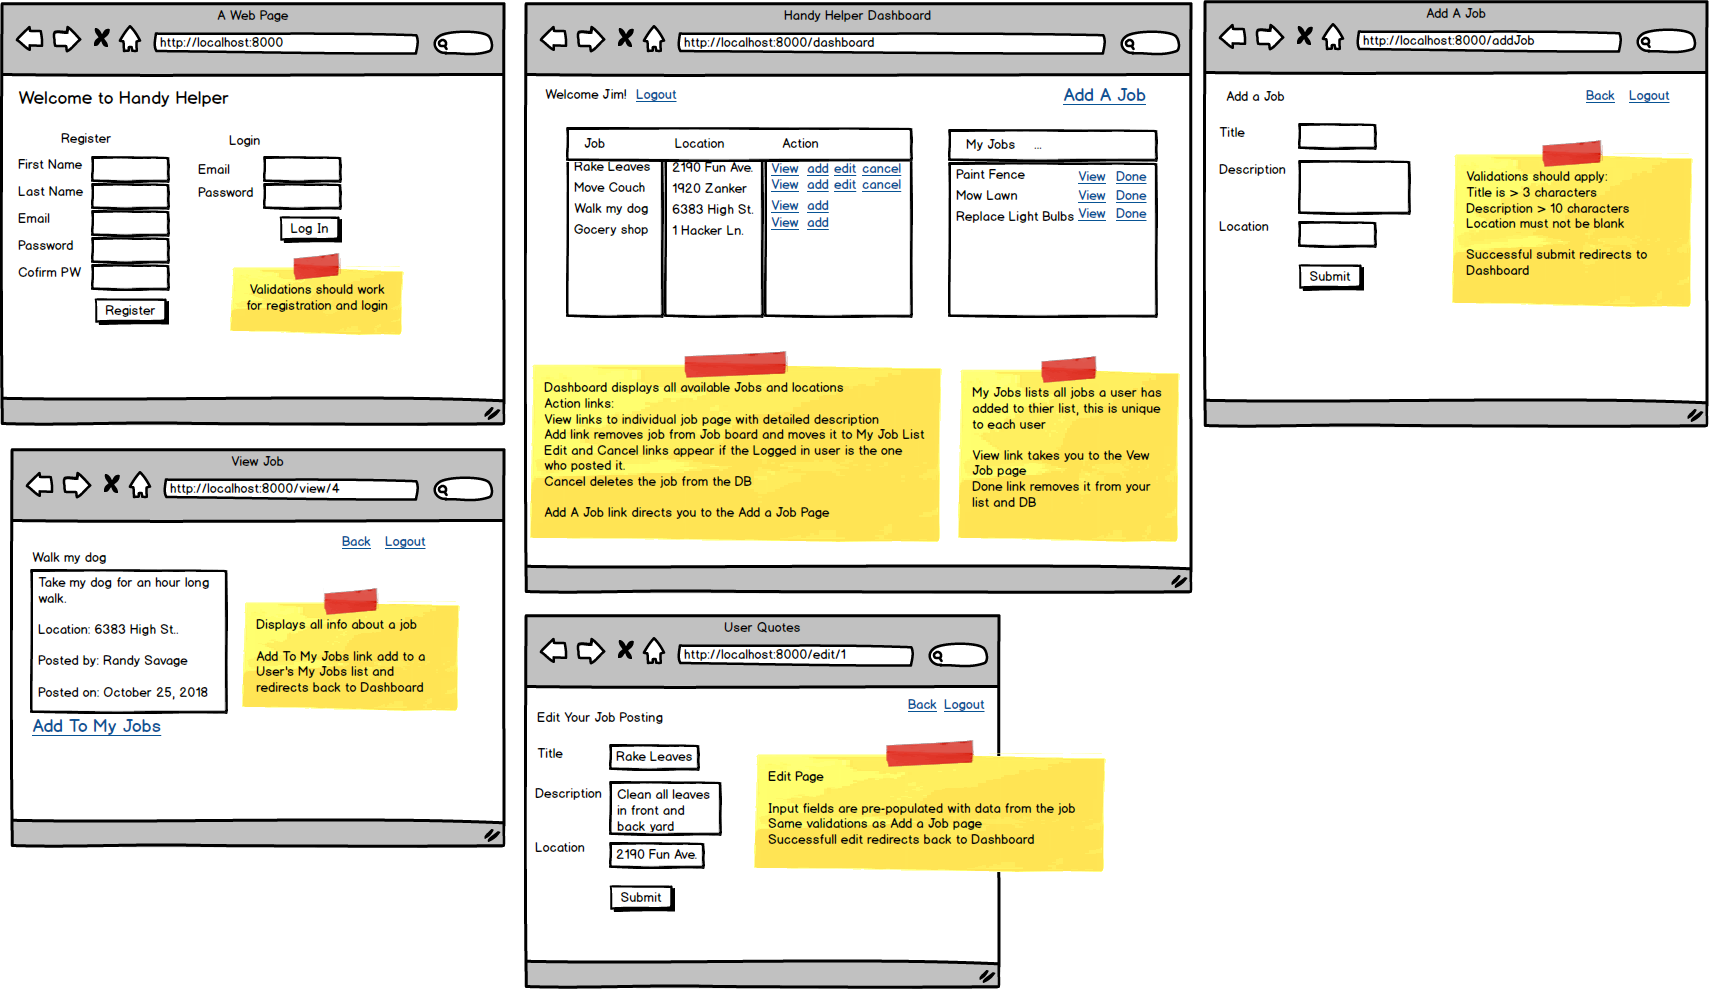 A Web Page
http://localhost:8000
Welcome to Handy Helper
Register
First Name
Last Name
Email
Password
Cofirm PW
Register
Login
Email
Password
Log In
Validations should work
for registration and login
Handy Helper Dashboard
http://localhost:8000/dashboard
Welcome Jim! Logout
Add A Job
Job Location Action
Rake Leaves 2190 Fun Ave. View add edit cancel
Move Couch 1920 Zanker View add edit cancel
Walk my dog 6383 High St. View add
Gocery shop 1 Hacker Ln. View add
My Jobs ...
Paint Fence View Done
Mow Lawn View Done
Replace Light Bulbs View Done
Dashboard displays all available Jobs and locations
Action links:
View links to individual job page with detailed description
Add link removes job from Job board and moves it to My Job List
Edit and Cancel links appear if the Logged in user is the one
who posted it.
Cancel deletes the job from the DB
Add A Job link directs you to the Add a Job Page
My Jobs lists all jobs a user has
added to thier list, this is unique
to each user
View link takes you to the Vew
Job page
Done link removes it from your
list and DB
Add A Job
http://localhost:8000/addJob
Add a Job
Back Logout
Title
Description
Location
Submit
Validations should apply:
Title is > 3 characters
Description > 10 characters
Location must not be blank
Successful submit redirects to
Dashboard
View Job
http://localhost:8000/view/4
Back Logout
Walk my dog
Take my dog for an hour long
walk.
Location: 6383 High St..
Posted by: Randy Savage
Posted on: October 25, 2018
Add To My Jobs
Displays all info about a job
Add To My Jobs link add to a
User's My Jobs list and
redirects back to Dashboard
User Quotes
http://localhost:8000/edit/1
Back Logout
Edit Your Job Posting
Title
Rake Leaves
Description
Clean all leaves
in front and
back yard
Location
2190 Fun Ave.
Submit
Edit Page
Input fields are pre-populated with data from the job
Same validations as Add a Job page
Successfull edit redirects back to Dashboard